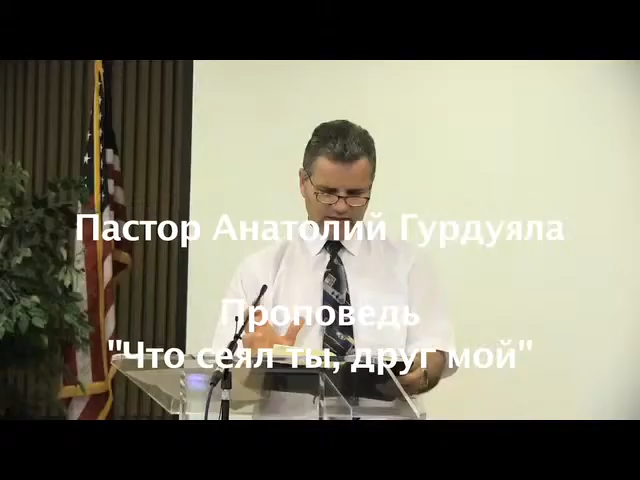 Пастор Анатолий Гурдуяла
Проповедь
"Что сеял ты, друг мой"